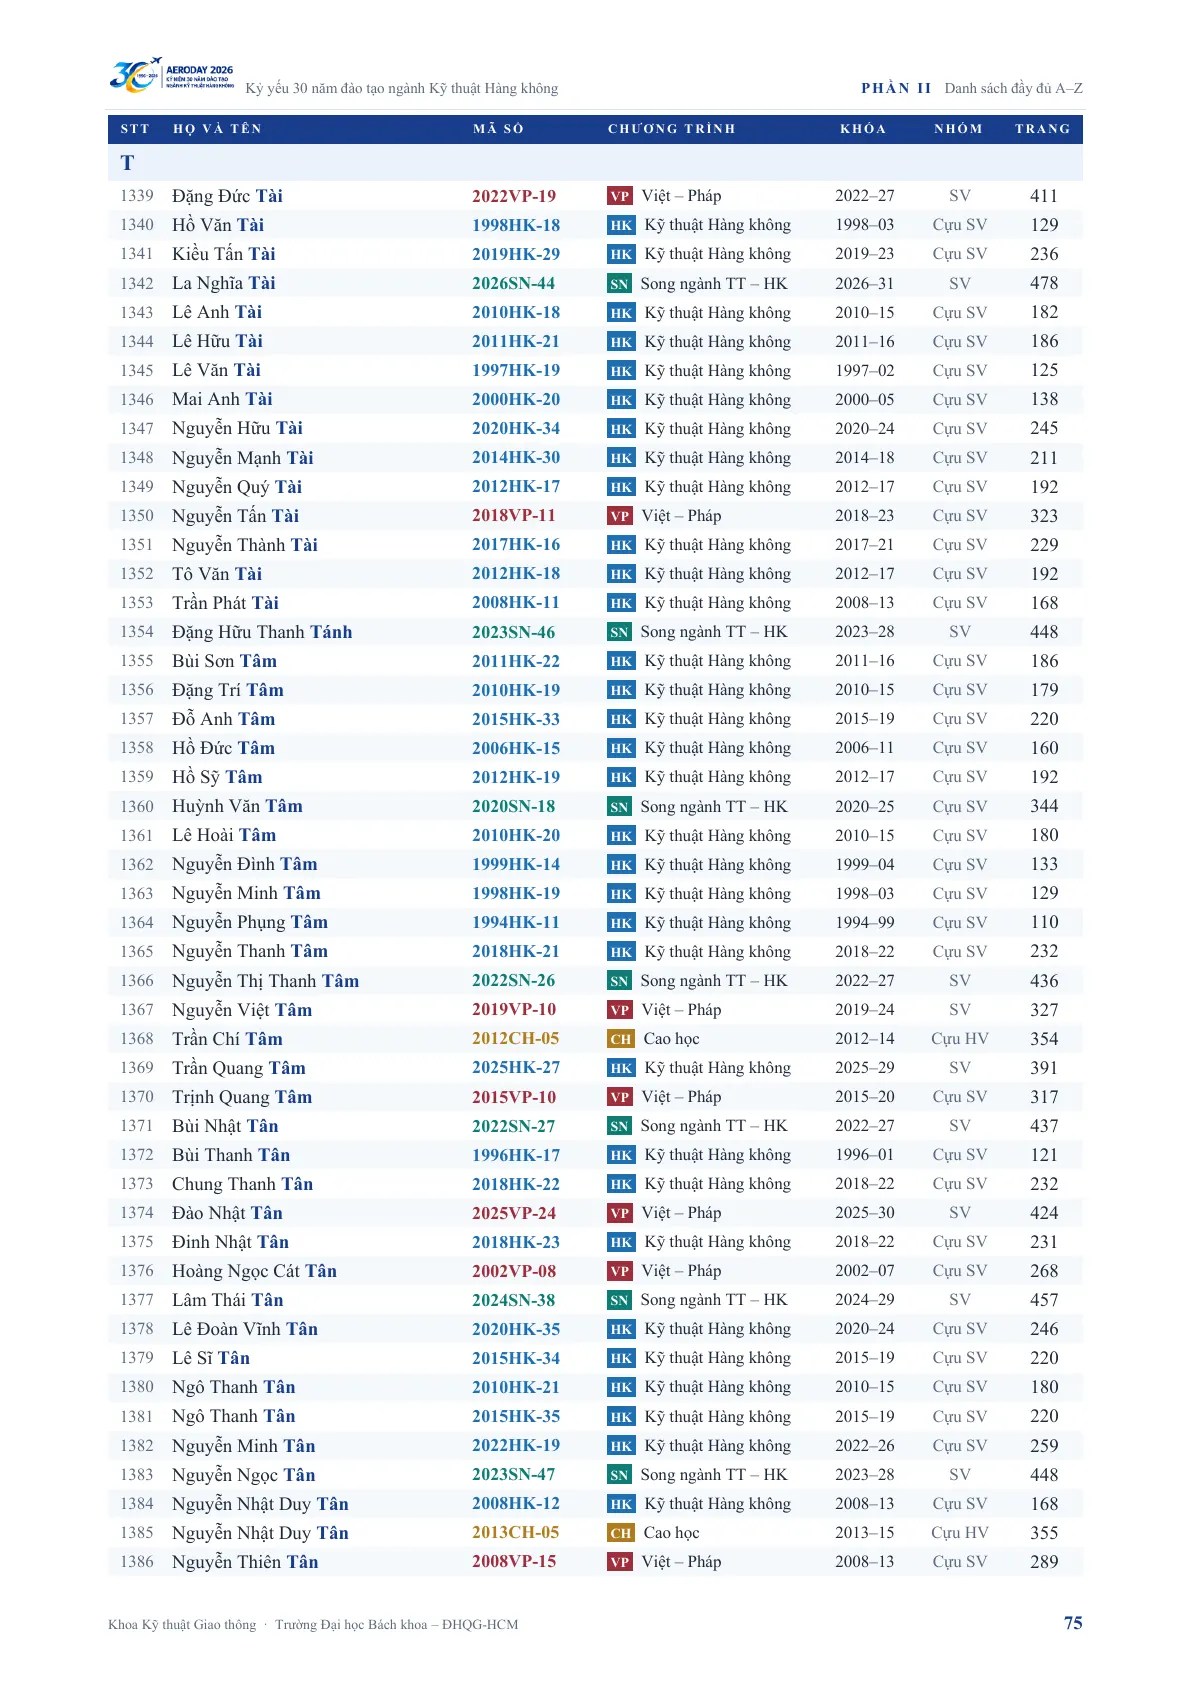 30
1996 - 2026
AERODAY 2026
KỶ NIỆM 30 NĂM ĐÀO TẠO
NGÀNH KỸ THUẬT HÀNG KHÔNG
Kỷ yếu 30 năm đào tạo ngành Kỹ thuật Hàng không
PHẦN II Danh sách đầy đủ A–Z
STT HỌ VÀ TÊN MÃ SỐ CHƯƠNG TRÌNH KHÓA NHÓM TRANG
T
1339 Đặng Đức Tài 2022VP-19 VP Việt – Pháp 2022–27 SV 411
1340 Hồ Văn Tài 1998HK-18 HK Kỹ thuật Hàng không 1998–03 Cựu SV 129
1341 Kiều Tấn Tài 2019HK-29 HK Kỹ thuật Hàng không 2019–23 Cựu SV 236
1342 La Nghĩa Tài 2026SN-44 SN Song ngành TT – HK 2026–31 SV 478
1343 Lê Anh Tài 2010HK-18 HK Kỹ thuật Hàng không 2010–15 Cựu SV 182
1344 Lê Hữu Tài 2011HK-21 HK Kỹ thuật Hàng không 2011–16 Cựu SV 186
1345 Lê Văn Tài 1997HK-19 HK Kỹ thuật Hàng không 1997–02 Cựu SV 125
1346 Mai Anh Tài 2000HK-20 HK Kỹ thuật Hàng không 2000–05 Cựu SV 138
1347 Nguyễn Hữu Tài 2020HK-34 HK Kỹ thuật Hàng không 2020–24 Cựu SV 245
1348 Nguyễn Mạnh Tài 2014HK-30 HK Kỹ thuật Hàng không 2014–18 Cựu SV 211
1349 Nguyễn Quý Tài 2012HK-17 HK Kỹ thuật Hàng không 2012–17 Cựu SV 192
1350 Nguyễn Tấn Tài 2018VP-11 VP Việt – Pháp 2018–23 Cựu SV 323
1351 Nguyễn Thành Tài 2017HK-16 HK Kỹ thuật Hàng không 2017–21 Cựu SV 229
1352 Tô Văn Tài 2012HK-18 HK Kỹ thuật Hàng không 2012–17 Cựu SV 192
1353 Trần Phát Tài 2008HK-11 HK Kỹ thuật Hàng không 2008–13 Cựu SV 168
1354 Đặng Hữu Thanh Tánh 2023SN-46 SN Song ngành TT – HK 2023–28 SV 448
1355 Bùi Sơn Tâm 2011HK-22 HK Kỹ thuật Hàng không 2011–16 Cựu SV 186
1356 Đặng Trí Tâm 2010HK-19 HK Kỹ thuật Hàng không 2010–15 Cựu SV 179
1357 Đỗ Anh Tâm 2015HK-33 HK Kỹ thuật Hàng không 2015–19 Cựu SV 220
1358 Hồ Đức Tâm 2006HK-15 HK Kỹ thuật Hàng không 2006–11 Cựu SV 160
1359 Hồ Sỹ Tâm 2012HK-19 HK Kỹ thuật Hàng không 2012–17 Cựu SV 192
1360 Huỳnh Văn Tâm 2020SN-18 SN Song ngành TT – HK 2020–25 Cựu SV 344
1361 Lê Hoài Tâm 2010HK-20 HK Kỹ thuật Hàng không 2010–15 Cựu SV 180
1362 Nguyễn Đình Tâm 1999HK-14 HK Kỹ thuật Hàng không 1999–04 Cựu SV 133
1363 Nguyễn Minh Tâm 1998HK-19 HK Kỹ thuật Hàng không 1998–03 Cựu SV 129
1364 Nguyễn Phụng Tâm 1994HK-11 HK Kỹ thuật Hàng không 1994–99 Cựu SV 110
1365 Nguyễn Thanh Tâm 2018HK-21 HK Kỹ thuật Hàng không 2018–22 Cựu SV 232
1366 Nguyễn Thị Thanh Tâm 2022SN-26 SN Song ngành TT – HK 2022–27 SV 436
1367 Nguyễn Việt Tâm 2019VP-10 VP Việt – Pháp 2019–24 SV 327
1368 Trần Chí Tâm 2012CH-05 CH Cao học 2012–14 Cựu HV 354
1369 Trần Quang Tâm 2025HK-27 HK Kỹ thuật Hàng không 2025–29 SV 391
1370 Trịnh Quang Tâm 2015VP-10 VP Việt – Pháp 2015–20 Cựu SV 317
1371 Bùi Nhật Tân 2022SN-27 SN Song ngành TT – HK 2022–27 SV 437
1372 Bùi Thanh Tân 1996HK-17 HK Kỹ thuật Hàng không 1996–01 Cựu SV 121
1373 Chung Thanh Tân 2018HK-22 HK Kỹ thuật Hàng không 2018–22 Cựu SV 232
1374 Đào Nhật Tân 2025VP-24 VP Việt – Pháp 2025–30 SV 424
1375 Đinh Nhật Tân 2018HK-23 HK Kỹ thuật Hàng không 2018–22 Cựu SV 231
1376 Hoàng Ngọc Cát Tân 2002VP-08 VP Việt – Pháp 2002–07 Cựu SV 268
1377 Lâm Thái Tân 2024SN-38 SN Song ngành TT – HK 2024–29 SV 457
1378 Lê Đoàn Vĩnh Tân 2020HK-35 HK Kỹ thuật Hàng không 2020–24 Cựu SV 246
1379 Lê Sĩ Tân 2015HK-34 HK Kỹ thuật Hàng không 2015–19 Cựu SV 220
1380 Ngô Thanh Tân 2010HK-21 HK Kỹ thuật Hàng không 2010–15 Cựu SV 180
1381 Ngô Thanh Tân 2015HK-35 HK Kỹ thuật Hàng không 2015–19 Cựu SV 220
1382 Nguyễn Minh Tân 2022HK-19 HK Kỹ thuật Hàng không 2022–26 Cựu SV 259
1383 Nguyễn Ngọc Tân 2023SN-47 SN Song ngành TT – HK 2023–28 SV 448
1384 Nguyễn Nhật Duy Tân 2008HK-12 HK Kỹ thuật Hàng không 2008–13 Cựu SV 168
1385 Nguyễn Nhật Duy Tân 2013CH-05 CH Cao học 2013–15 Cựu HV 355
1386 Nguyễn Thiên Tân 2008VP-15 VP Việt – Pháp 2008–13 Cựu SV 289
Khoa Kỹ thuật Giao thông · Trường Đại học Bách khoa – ĐHQG-HCM
75